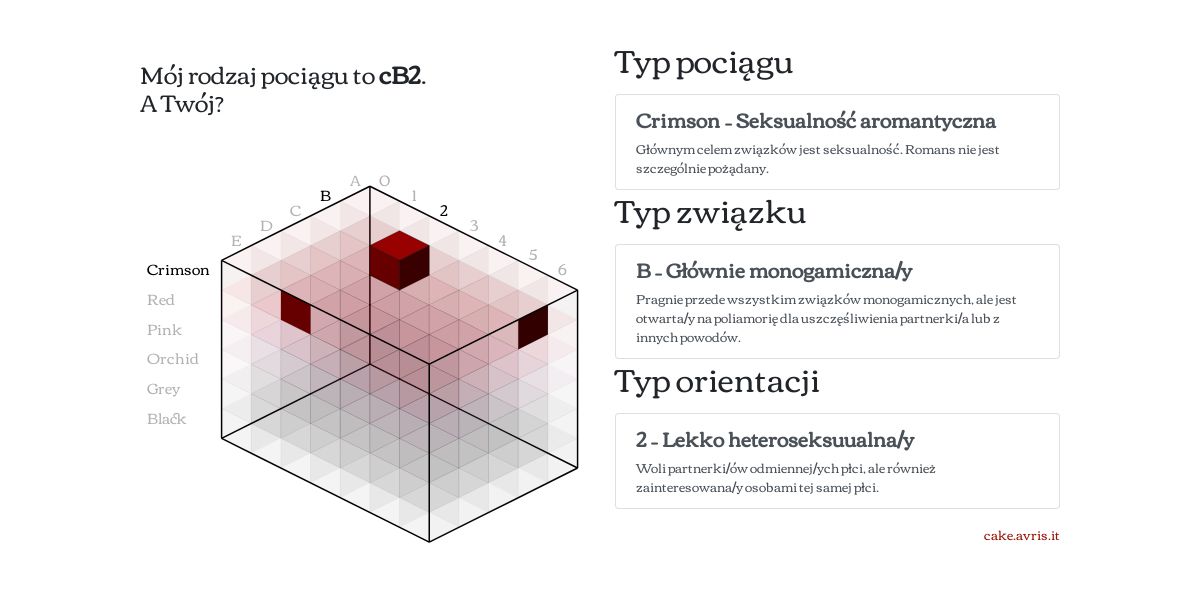 Mój rodzaj pociągu to cB2.
A Twój?
A O
B 1
C 2
D 3
E 4
5
6
Crimson
Red
Pink
Orchid
Grey
Black
Typ pociągu
Crimson – Seksualność aromantyczna
Głównym celem związków jest seksualność. Romans nie jest
szczególnie pożądany.
Typ związku
B – Głównie monogamiczna/y
Pragnie przede wszystkim związków monogamicznych, ale jest
otwarta/y na poliamorię dla uszczęśliwienia partnerki/a lub z
innych powodów.
Typ orientacji
2 – Lekko heteroseksuualna/y
Woli partnerki/ów odmiennej/ych płci, ale również
zainteresowana/y osobami tej samej płci.
cake.avris.it